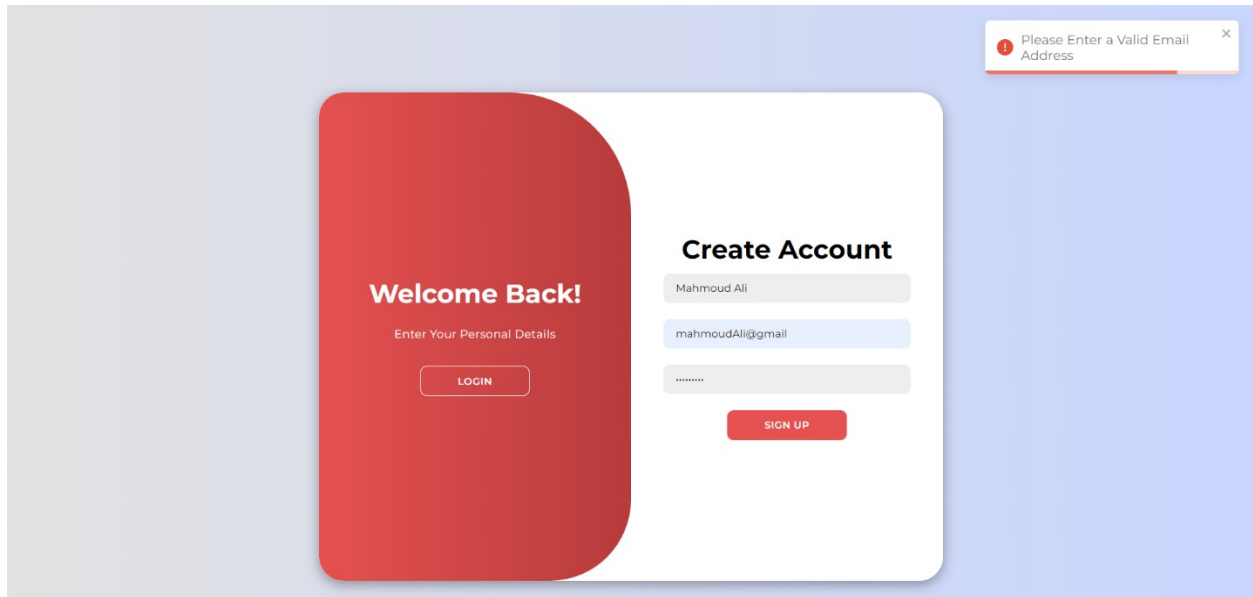 Please Enter a Valid Email
Address
Welcome Back!
Enter Your Personal Details
LOGIN
Create Account
Mahmoud Ali
mahmoudAli@gmail
•••••••••
SIGN UP